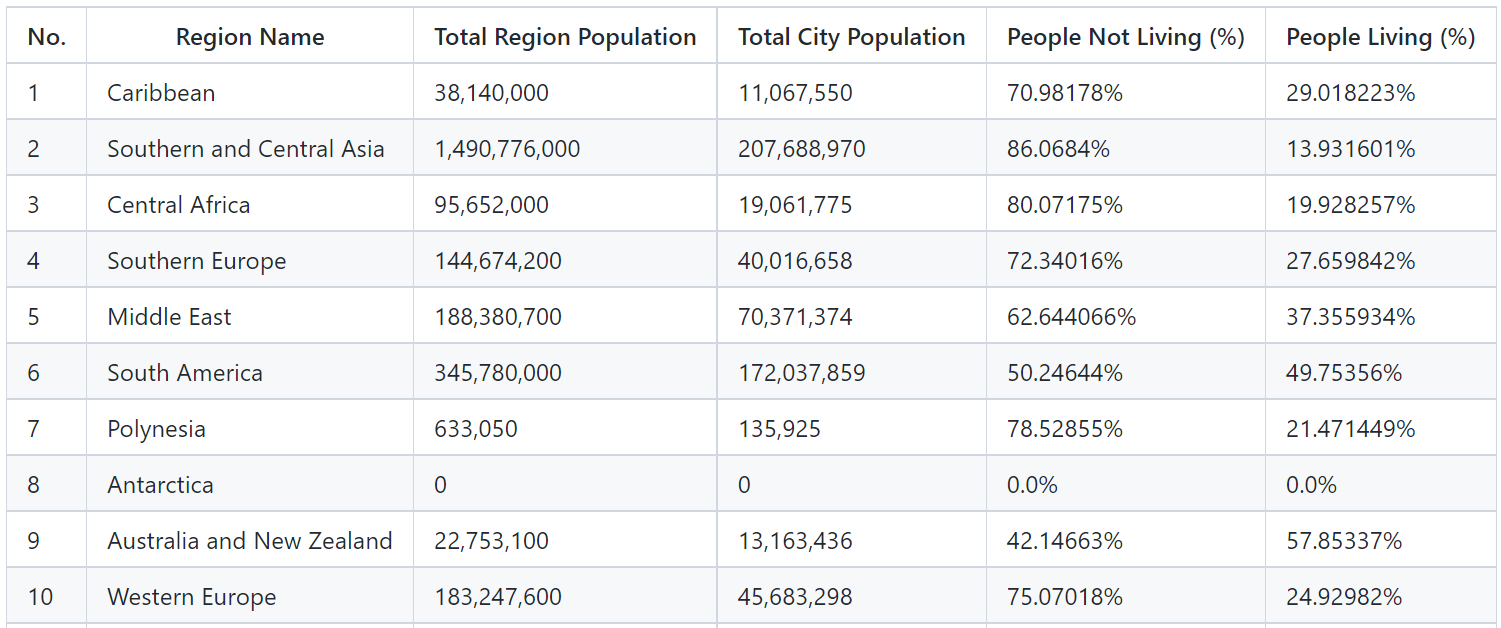 No. Region Name Total Region Population Total City Population People Not Living (%) People Living (%)
1 Caribbean 38,140,000 11,067,550 70.98178% 29.018223%
2 Southern and Central Asia 1,490,776,000 207,688,970 86.0684% 13.931601%
3 Central Africa 95,652,000 19,061,775 80.07175% 19.928257%
4 Southern Europe 144,674,200 40,016,658 72.34016% 27.659842%
5 Middle East 188,380,700 70,371,374 62.644066% 37.355934%
6 South America 345,780,000 172,037,859 50.24644% 49.75356%
7 Polynesia 633,050 135,925 78.52855% 21.471449%
8 Antarctica 0 0 0.0% 0.0%
9 Australia and New Zealand 22,753,100 13,163,436 42.14663% 57.85337%
10 Western Europe 183,247,600 45,683,298 75.07018% 24.92982%